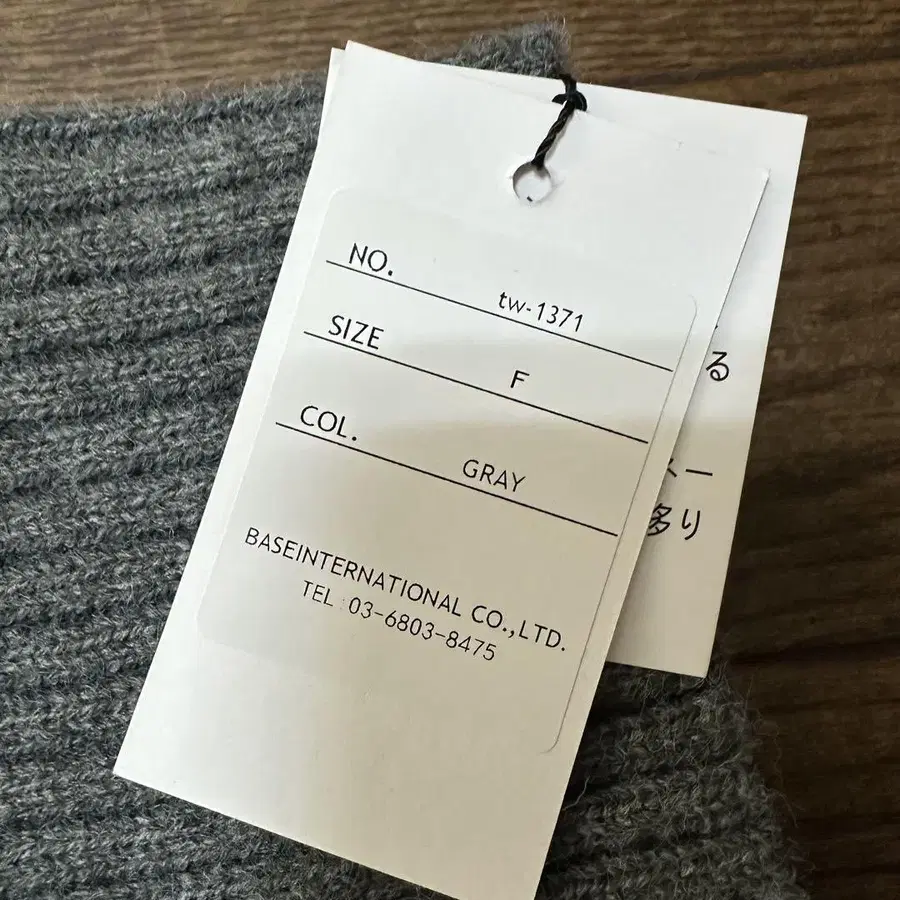 NO.
tw-1371
SIZE
F
COL.
GRAY
BASEINTERNATIONAL CO.,LTD.
TEL:03-6803-8475
る
ー
多り